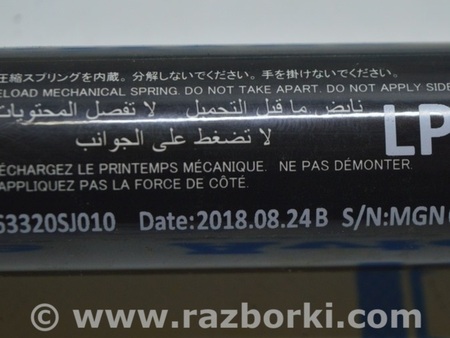 圧縮スプリングを内蔵。分解しないでください。手を掛けないでください。
ELOAD MECHANICAL SPRING. DO NOT TAKE APART. DO NOT APPLY SIDE
نابض ما قبل التحميل لا تفصل المحتويات
لا تضغط على الجوانب
LP
ÉCHARGEZ LE PRINTEMPS MÉCANIQUE. NE PAS DÉMONTER.
APPLIQUEZ PAS LA FORCE DE CÔTÉ.
63320SJ010 Date:2018.08.24B S/N:MGN
© www.razborki.com